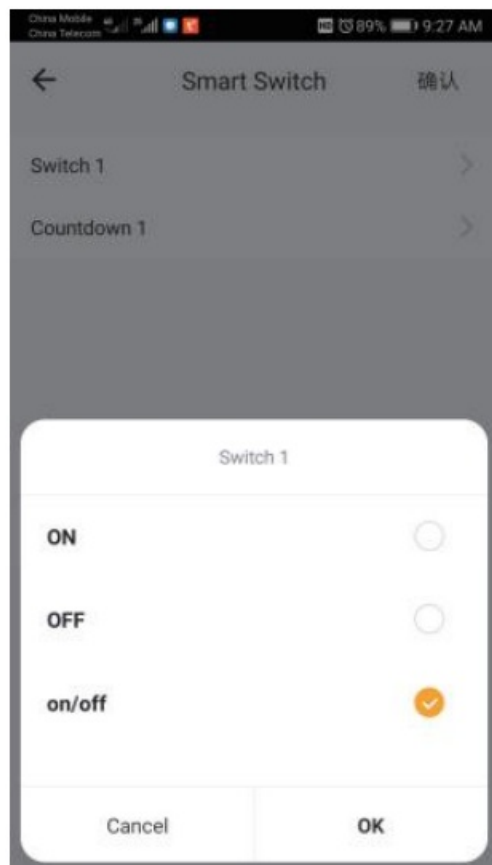 China Mobile
China Telecom
HD 89% 9:27 AM
Smart Switch 确认
Switch 1
Countdown 1
Switch 1
ON
OFF
on/off
Cancel OK